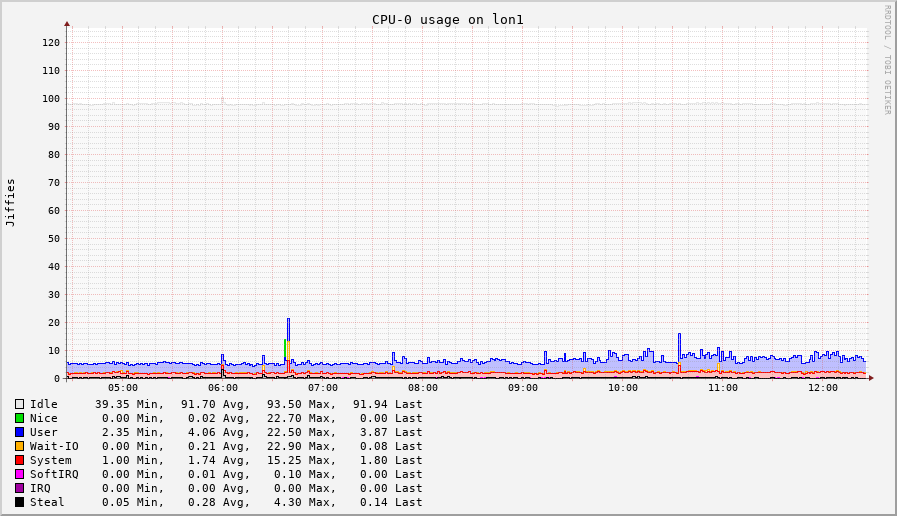 CPU-0 usage on lon1
RRDTOOL / TOBI OETIKER
Jiffies
120
110
100
90
80
70
60
50
40
30
20
10
0
05:00 06:00 07:00 08:00 09:00 10:00 11:00 12:00
Idle 39.35 Min, 91.70 Avg, 93.50 Max, 91.94 Last
Nice 0.00 Min, 0.02 Avg, 22.70 Max, 0.00 Last
User 2.35 Min, 4.06 Avg, 22.50 Max, 3.87 Last
Wait-IO 0.00 Min, 0.21 Avg, 22.90 Max, 0.08 Last
System 1.00 Min, 1.74 Avg, 15.25 Max, 1.80 Last
SoftIRQ 0.00 Min, 0.01 Avg, 0.10 Max, 0.00 Last
IRQ 0.00 Min, 0.00 Avg, 0.00 Max, 0.00 Last
Steal 0.05 Min, 0.28 Avg, 4.30 Max, 0.14 Last